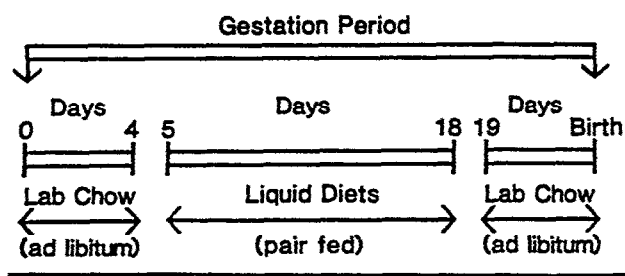 Gestation Period
Days Days Days
0 4 5 18 19 Birth
Lab Chow Liquid Diets Lab Chow
(ad libitum) (pair fed) (ad libitum)